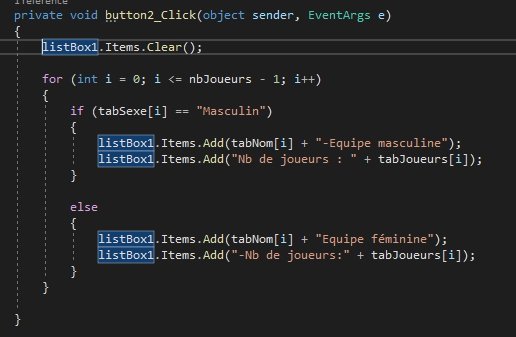 1 référence
private void button2_Click(object sender, EventArgs e)
{
listBox1.Items.Clear();
for (int i = 0; i <= nbJoueurs - 1; i++)
{
if (tabSexe[i] == "Masculin")
{
listBox1.Items.Add(tabNom[i] + "-Equipe masculine");
listBox1.Items.Add("Nb de joueurs : " + tabJoueurs[i]);
}
else
{
listBox1.Items.Add(tabNom[i] + "Equipe féminine");
listBox1.Items.Add("-Nb de joueurs:" + tabJoueurs[i]);
}
}
}